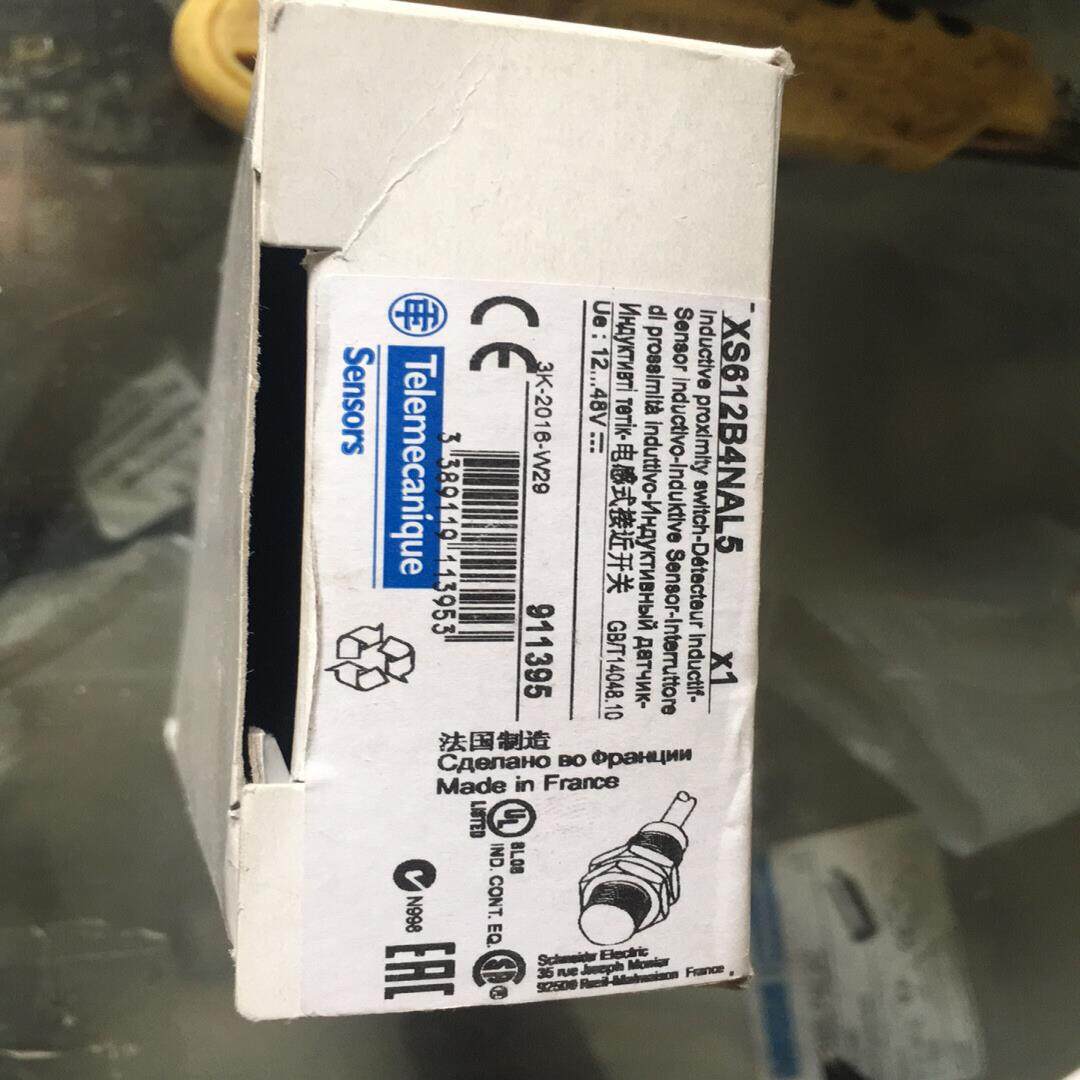 XS612B4NAL5 x1
Inductive proximity switch-Détecteur inductif-
Sensor inductivo-Induktive Sensor-Interruttore
di prossimità induttivo-Индуктивный датчик-
Индуктивті тетік-电感式接近开关 GB/T14048.10
Ue : 12...48V
CE
3K-2016-W29
911395
3 389119 113953
Telemecanique
Sensors
法国制造
Сделано во Франции
Made in France
UL
LISTED
8L08
IND. CONT. EQ.
N998
EAC
Schneider Electric
35 rue Joseph Monier
92500 Rueil-Malmaison France